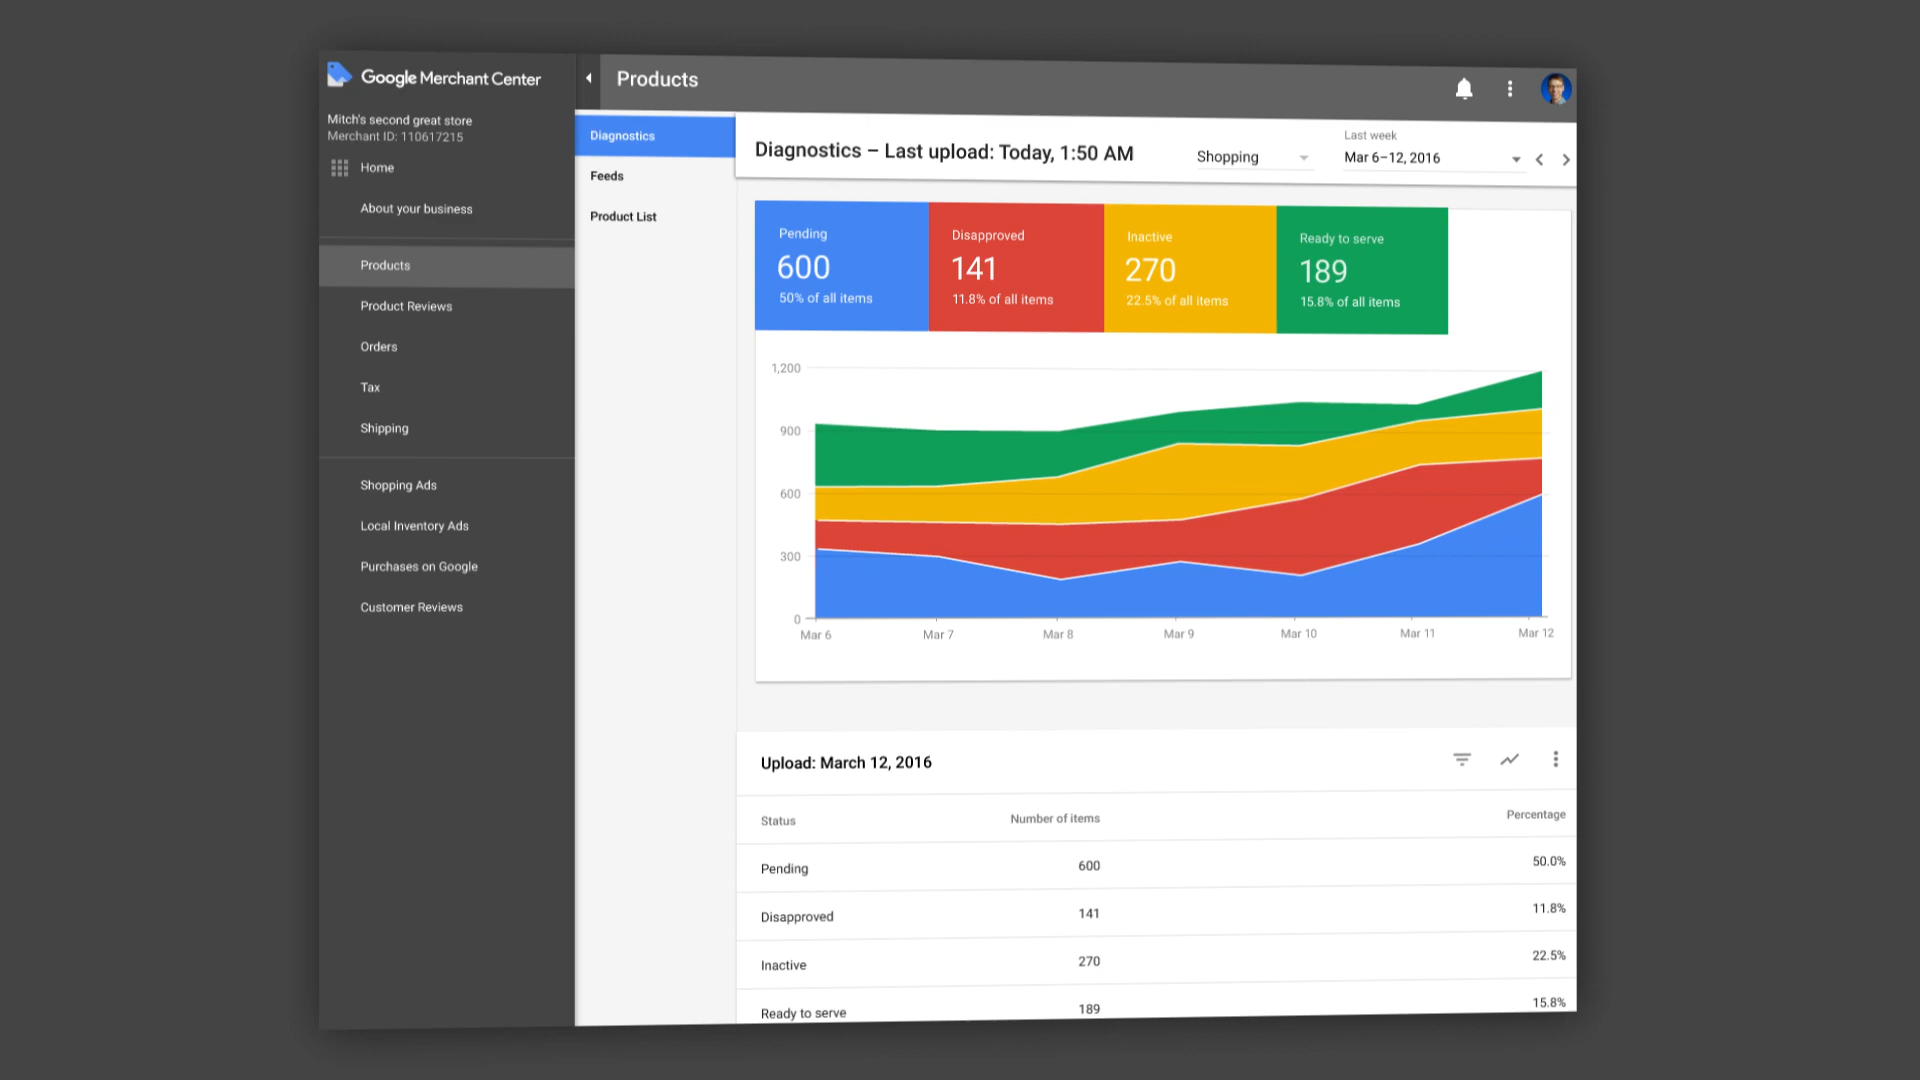 Google Merchant Center
Products
Mitch's second great store
Merchant ID: 110617215
Home
About your business
Products
Product Reviews
Orders
Tax
Shipping
Shopping Ads
Local Inventory Ads
Purchases on Google
Customer Reviews
Diagnostics
Feeds
Product List
Diagnostics – Last upload: Today, 1:50 AM
Shopping
Last week
Mar 6–12, 2016
Pending
600
50% of all items
Disapproved
141
11.8% of all items
Inactive
270
22.5% of all items
Ready to serve
189
15.8% of all items
1,200
900
600
300
0
Mar 6 Mar 7 Mar 8 Mar 9 Mar 10 Mar 11 Mar 12
Upload: March 12, 2016
Status Number of items Percentage
Pending 600 50.0%
Disapproved 141 11.8%
Inactive 270 22.5%
Ready to serve 189 15.8%